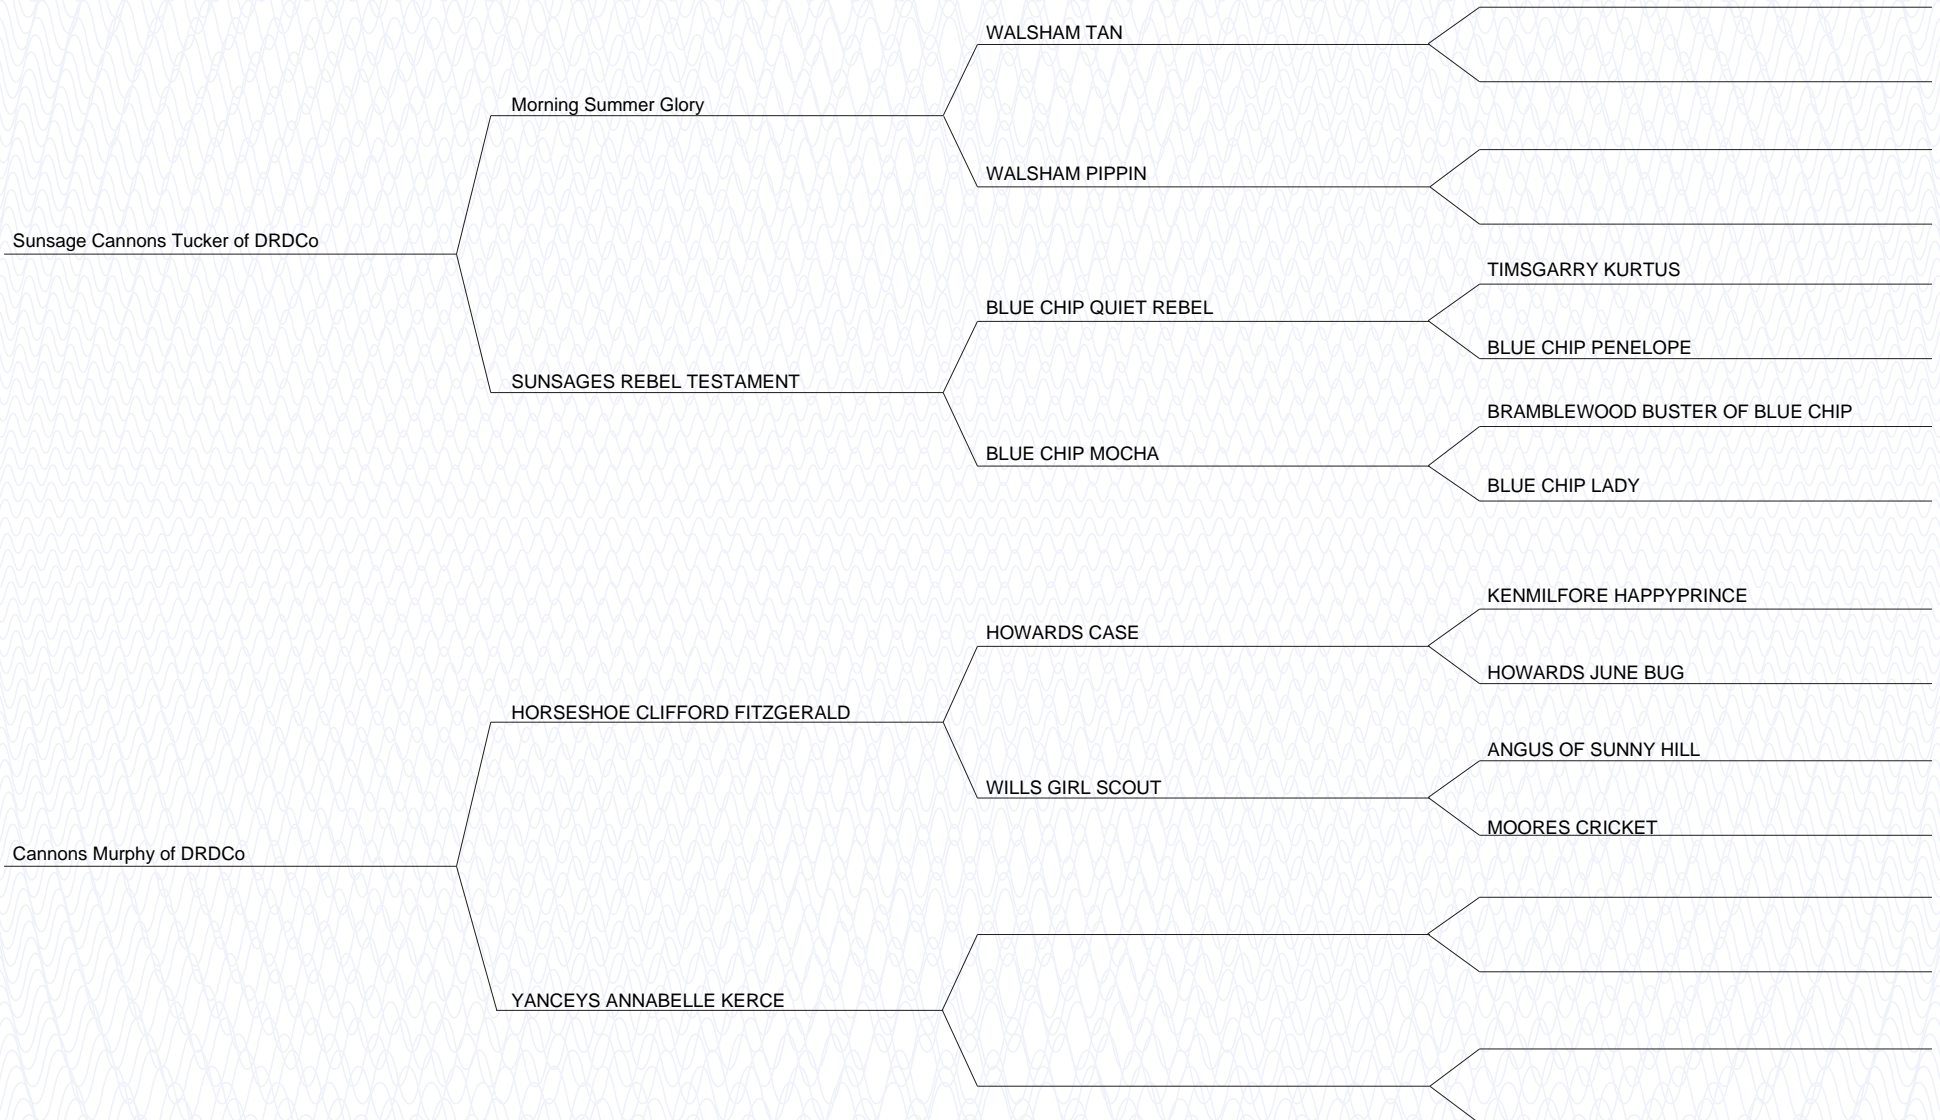 WALSHAM TAN
Morning Summer Glory
WALSHAM PIPPIN
Sunsage Cannons Tucker of DRDCo
TIMSGARRY KURTUS
BLUE CHIP QUIET REBEL
BLUE CHIP PENELOPE
SUNSAGES REBEL TESTAMENT
BRAMBLEWOOD BUSTER OF BLUE CHIP
BLUE CHIP MOCHA
BLUE CHIP LADY
KENMILFORE HAPPYPRINCE
HOWARDS CASE
HOWARDS JUNE BUG
HORSESHOE CLIFFORD FITZGERALD
ANGUS OF SUNNY HILL
WILLS GIRL SCOUT
MOORES CRICKET
Cannons Murphy of DRDCo
YANCEYS ANNABELLE KERCE